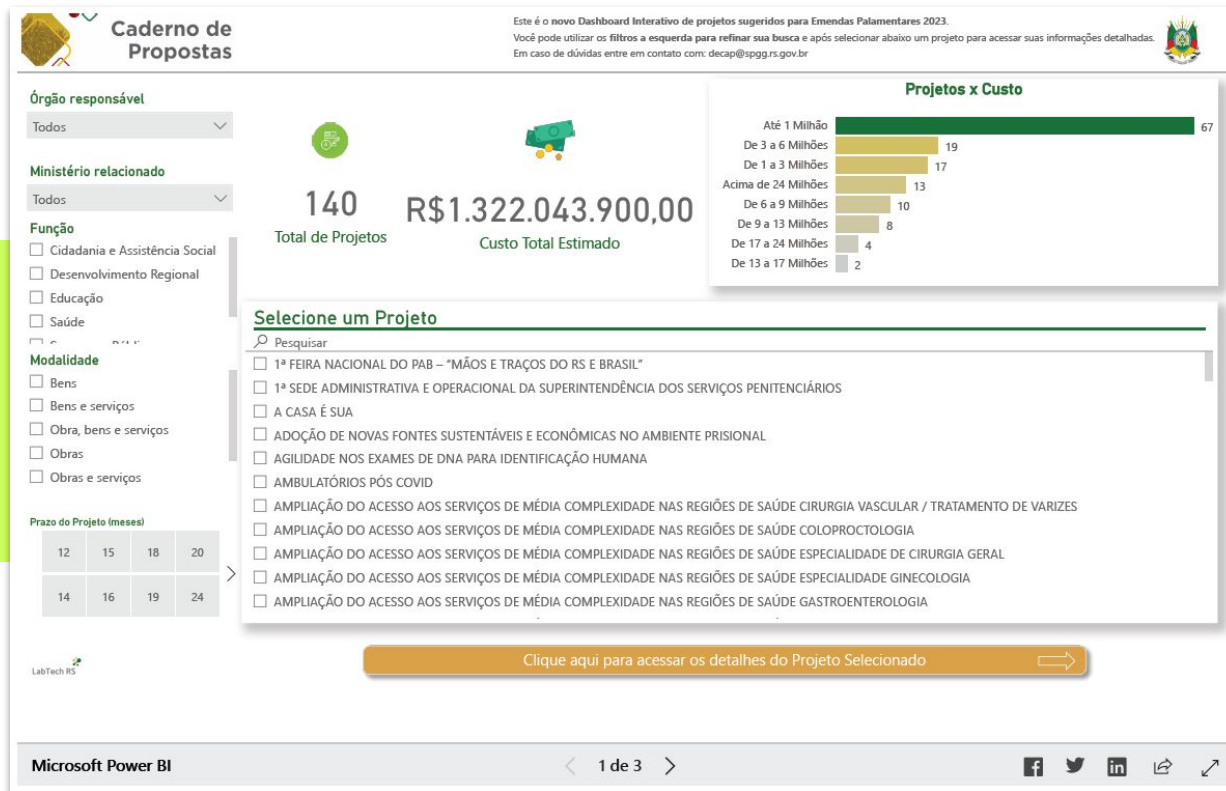 Caderno de
Propostas
Este é o novo Dashboard Interativo de projetos sugeridos para Emendas Palamentares 2023.
Você pode utilizar os filtros a esquerda para refinar sua busca e após selecionar abaixo um projeto para acessar suas informações detalhadas.
Em caso de dúvidas entre em contato com: decap@spgg.rs.gov.br
Órgão responsável
Todos
Ministério relacionado
Todos
Função
Cidadania e Assistência Social
Desenvolvimento Regional
Educação
Saúde
Modalidade
Bens
Bens e serviços
Obra, bens e serviços
Obras
Obras e serviços
Prazo do Projeto (meses)
12 15 18 20
14 16 19 24
LabTech RS
140
Total de Projetos
R$1.322.043.900,00
Custo Total Estimado
Projetos x Custo
Até 1 Milhão 67
De 3 a 6 Milhões 19
De 1 a 3 Milhões 17
Acima de 24 Milhões 13
De 6 a 9 Milhões 10
De 9 a 13 Milhões 8
De 17 a 24 Milhões 4
De 13 a 17 Milhões 2
Selecione um Projeto
Pesquisar
1ª FEIRA NACIONAL DO PAB – "MÃOS E TRAÇOS DO RS E BRASIL"
1ª SEDE ADMINISTRATIVA E OPERACIONAL DA SUPERINTENDÊNCIA DOS SERVIÇOS PENITENCIÁRIOS
A CASA É SUA
ADOÇÃO DE NOVAS FONTES SUSTENTÁVEIS E ECONÔMICAS NO AMBIENTE PRISIONAL
AGILIDADE NOS EXAMES DE DNA PARA IDENTIFICAÇÃO HUMANA
AMBULATÓRIOS PÓS COVID
AMPLIAÇÃO DO ACESSO AOS SERVIÇOS DE MÉDIA COMPLEXIDADE NAS REGIÕES DE SAÚDE CIRURGIA VASCULAR / TRATAMENTO DE VARIZES
AMPLIAÇÃO DO ACESSO AOS SERVIÇOS DE MÉDIA COMPLEXIDADE NAS REGIÕES DE SAÚDE COLOPROCTOLOGIA
AMPLIAÇÃO DO ACESSO AOS SERVIÇOS DE MÉDIA COMPLEXIDADE NAS REGIÕES DE SAÚDE ESPECIALIDADE DE CIRURGIA GERAL
AMPLIAÇÃO DO ACESSO AOS SERVIÇOS DE MÉDIA COMPLEXIDADE NAS REGIÕES DE SAÚDE ESPECIALIDADE GINECOLOGIA
AMPLIAÇÃO DO ACESSO AOS SERVIÇOS DE MÉDIA COMPLEXIDADE NAS REGIÕES DE SAÚDE GASTROENTEROLOGIA
Clique aqui para acessar os detalhes do Projeto Selecionado
Microsoft Power BI
1 de 3